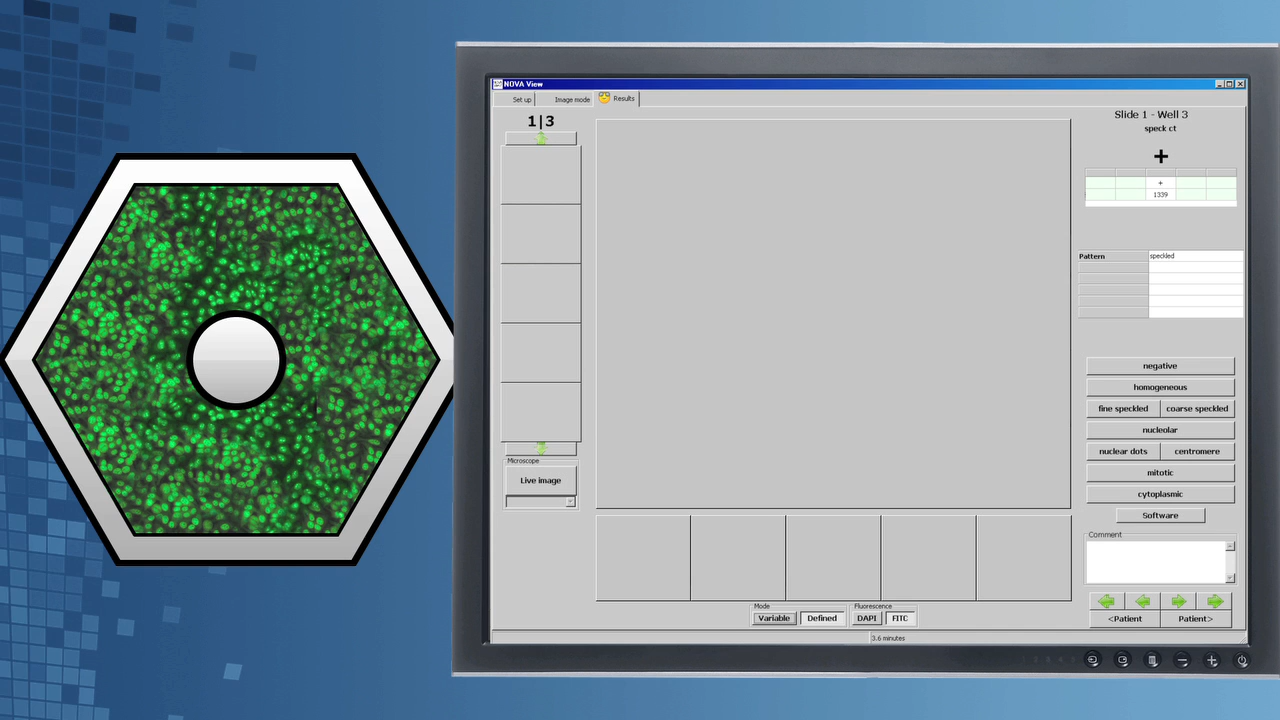 NOVA View
Set up
Image mode
Results
1|3
Slide 1 - Well 3
speck ct
+
+
1339
Pattern
speckled
negative
homogeneous
fine speckled
coarse speckled
nucleolar
nuclear dots
centromere
mitotic
cytoplasmic
Software
Microscope
Live image
Comment
Mode
Variable
Defined
Fluorescence
DAPI
FITC
<Patient
Patient>
3.6 minutes